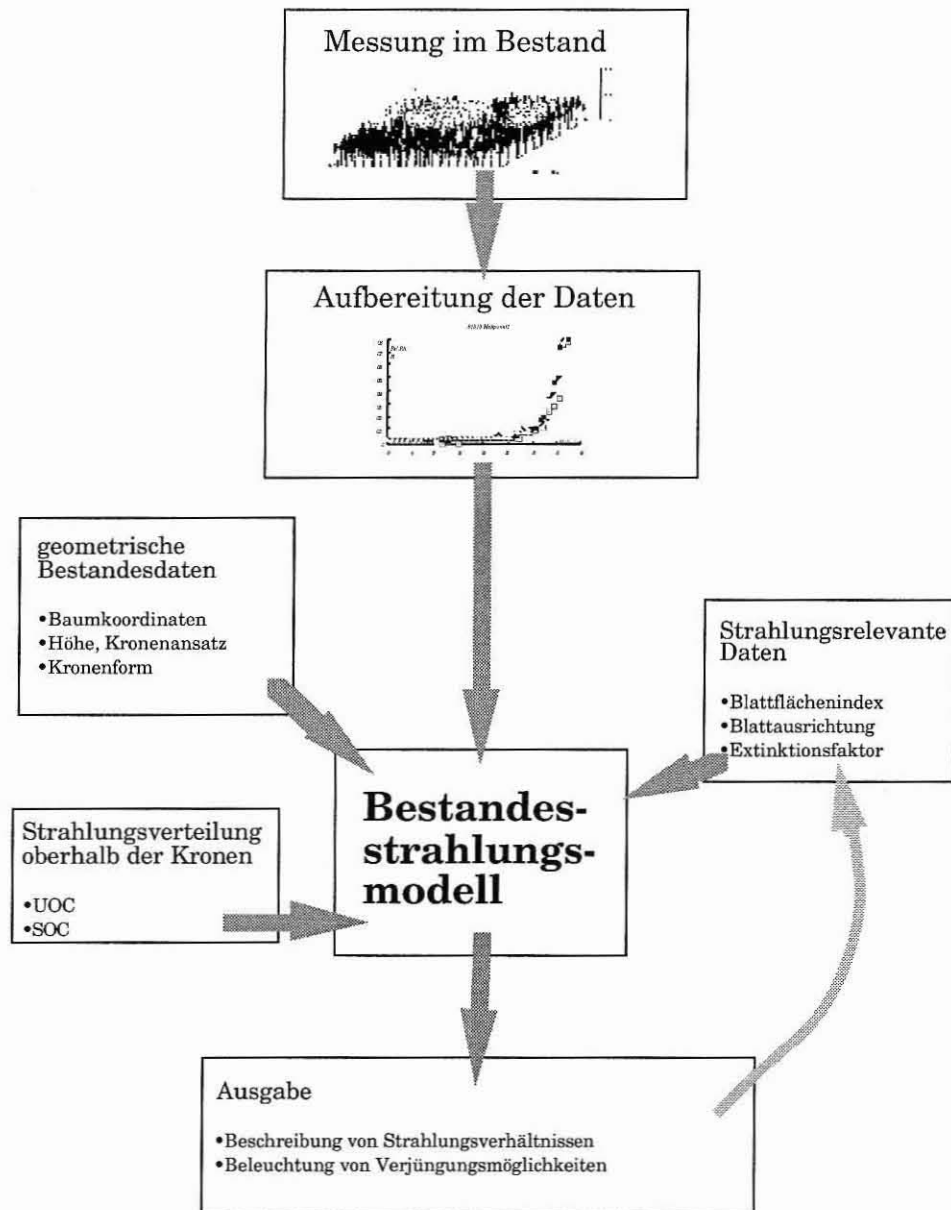 Messung im Bestand
Aufbereitung der Daten
geometrische
Bestandesdaten
•Baumkoordinaten
•Höhe, Kronenansatz
•Kronenform
Strahlungsrelevante
Daten
•Blattflächenindex
•Blattausrichtung
•Extinktionsfaktor
Bestandes-
strahlungs-
modell
Strahlungsverteilung
oberhalb der Kronen
•UOC
•SOC
Ausgabe
•Beschreibung von Strahlungsverhältnissen
•Beleuchtung von Verjüngungsmöglichkeiten